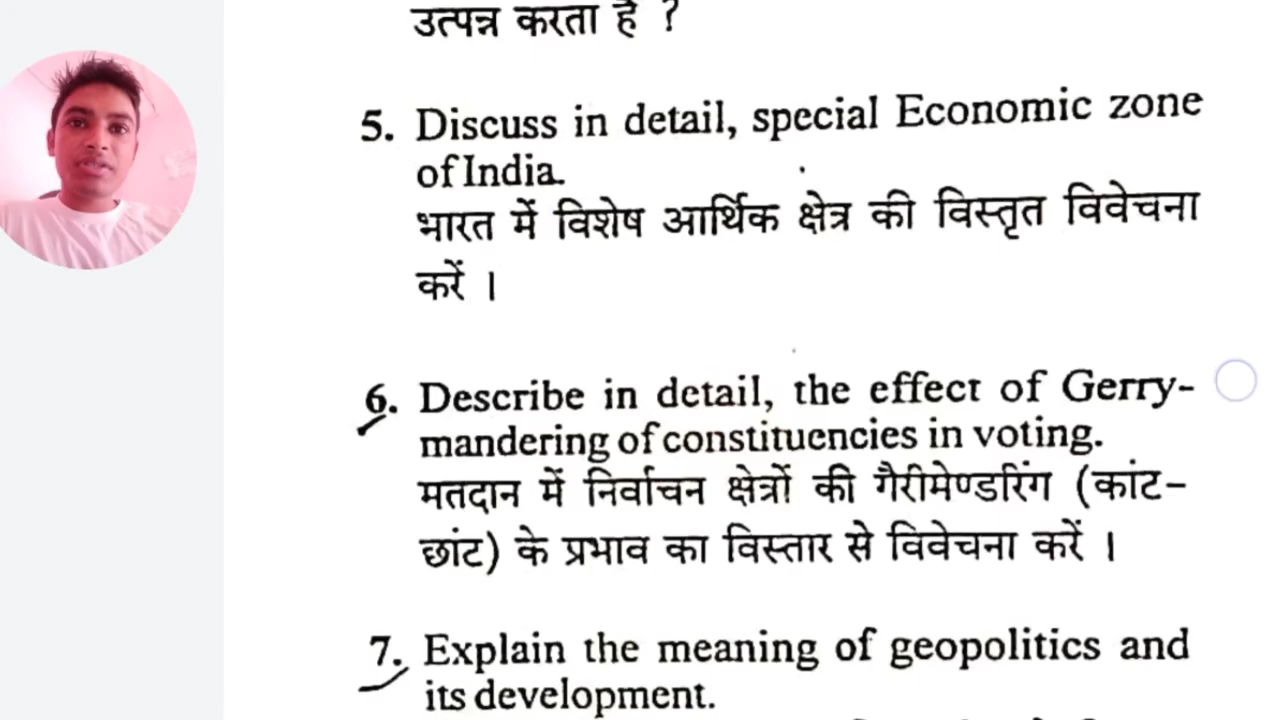 उत्पन्न करता है ?
5. Discuss in detail, special Economic zone
of India.
भारत में विशेष आर्थिक क्षेत्र की विस्तृत विवेचना
करें ।
6. Describe in detail, the effect of Gerry-
mandering of constituencies in voting.
मतदान में निर्वाचन क्षेत्रों की गैरीमेण्डरिंग (कांट-
छांट) के प्रभाव का विस्तार से विवेचना करें ।
7. Explain the meaning of geopolitics and
its development.